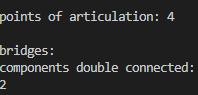 points of articulation: 4
bridges:
components double connected:
2